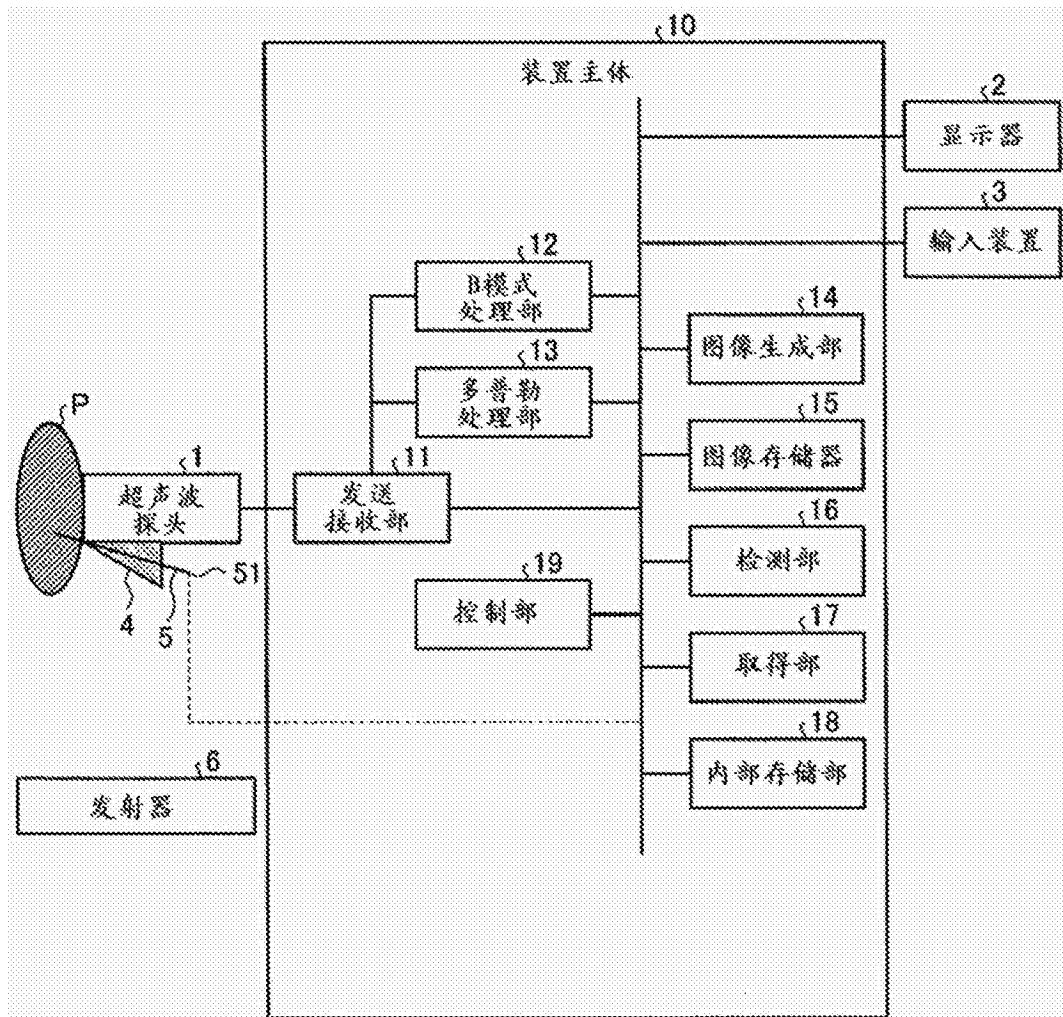 10
装置主体
2
显示器
3
输入装置
12
B模式
处理部
14
图像生成部
13
多普勒
处理部
15
图像存储器
P
1
超声波
探头
11
发送
接收部
16
检测部
4
5
51
19
控制部
17
取得部
18
内部存储部
6
发射器